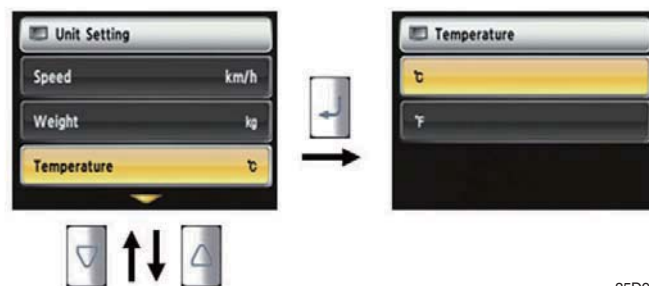 Unit Setting
Speed km/h
Weight kg
Temperature ℃
Temperature
℃
℉